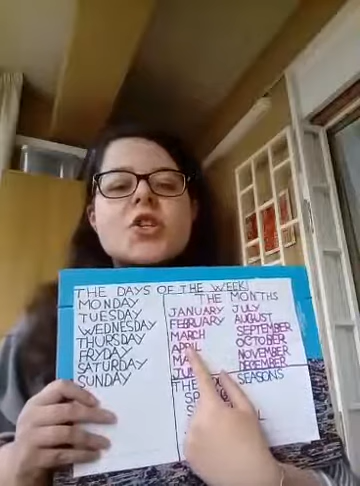 THE DAYS OF THE WEEK
MONDAY
TUESDAY
WEDNESDAY
THURSDAY
FRYDAY
SATURDAY
SUNDAY
THE MONTHS
JANUARY JULY
FEBRUARY AUGUST
MARCH SEPTEMBER
APRIL OCTOBER
NOVEMBER
DECEMBER
SEASONS